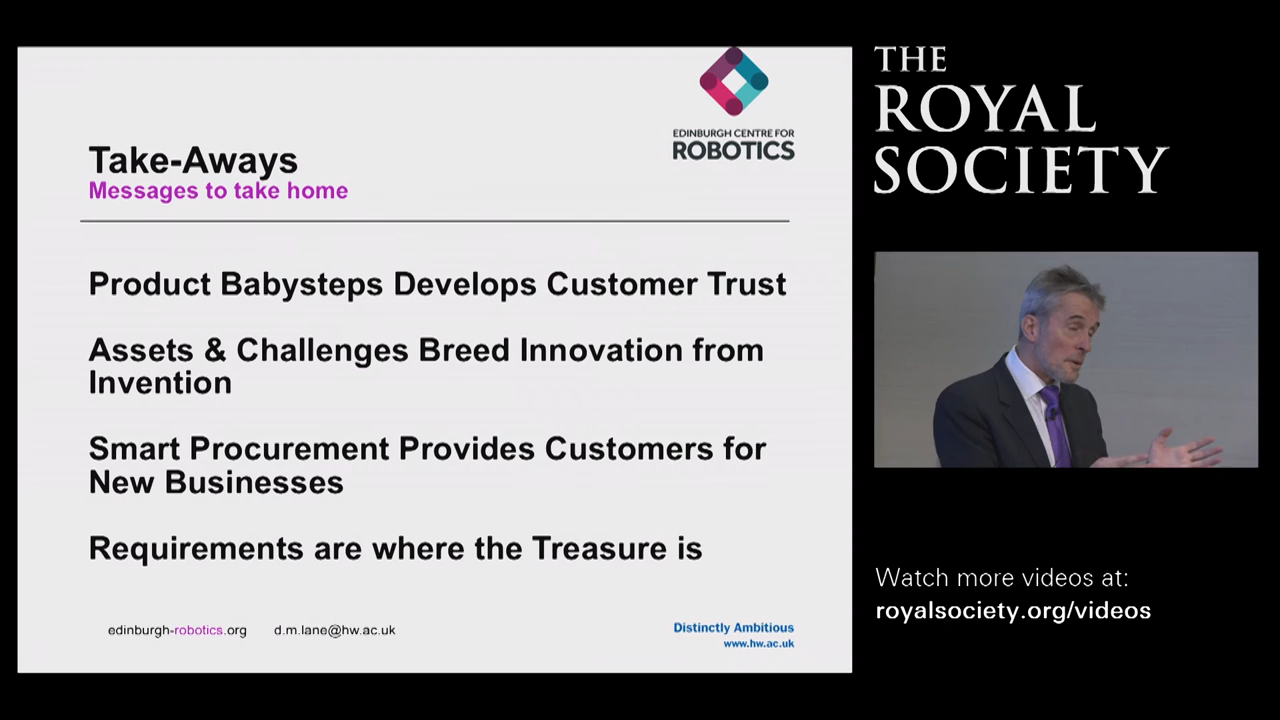 EDINBURGH CENTRE FOR
ROBOTICS
Take-Aways
Messages to take home
Product Babysteps Develops Customer Trust
Assets & Challenges Breed Innovation from
Invention
Smart Procurement Provides Customers for
New Businesses
Requirements are where the Treasure is
edinburgh-robotics.org d.m.lane@hw.ac.uk
Distinctly Ambitious
www.hw.ac.uk
THE
ROYAL
SOCIETY
Watch more videos at:
royalsociety.org/videos